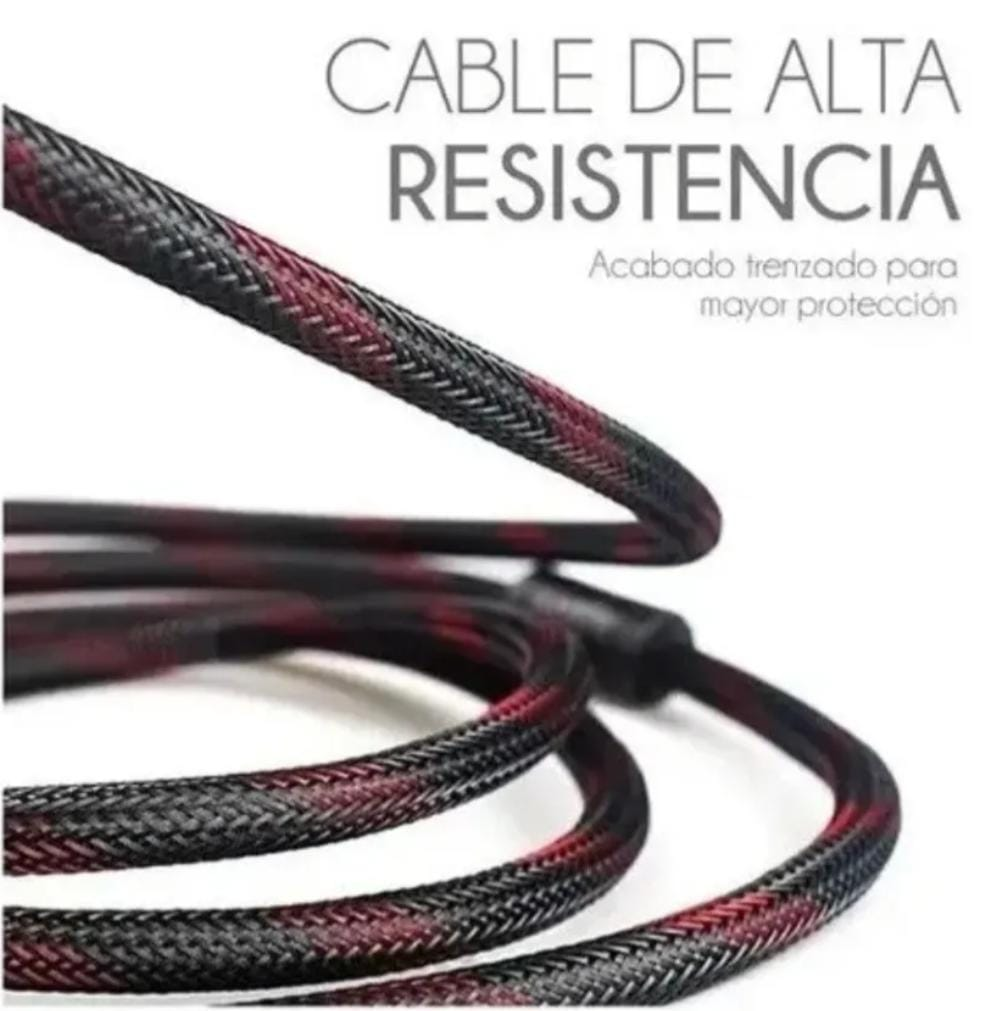 CABLE DE ALTA
RESISTENCIA
Acabado trenzado para
mayor protección